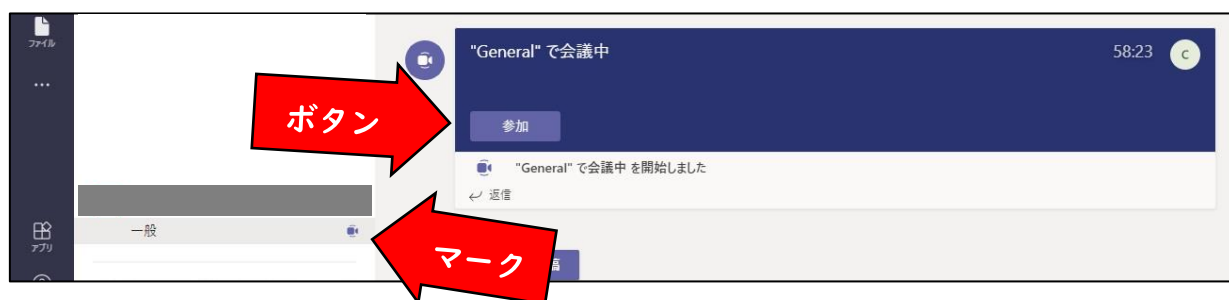 ファイル
"General" で会議中
58:23
C
ボタン
参加
"General" で会議中 を開始しました
返信
一般
アプリ
マーク